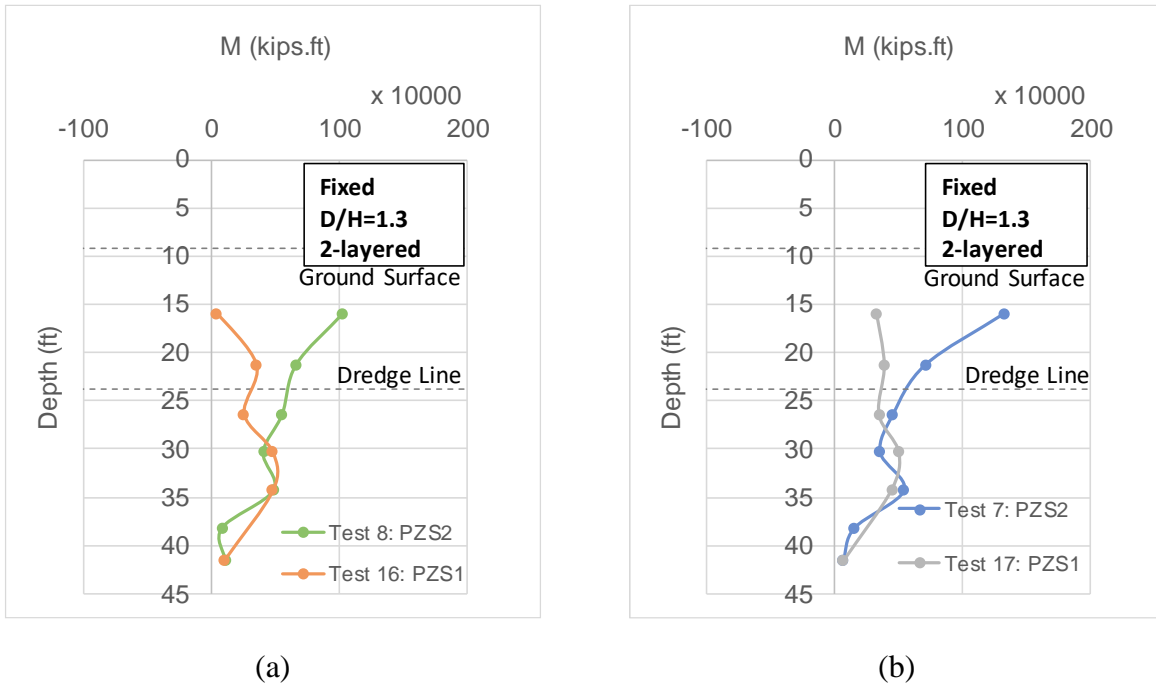 M (kips.ft)
x 10000
-100 0 100 200
0
5
10
15
20
25
30
35
40
45
Depth (ft)
Fixed
D/H=1.3
2-layered
Ground Surface
Dredge Line
Test 8: PZS2
Test 16: PZS1
(a)
M (kips.ft)
x 10000
-100 0 100 200
0
5
10
15
20
25
30
35
40
45
Depth (ft)
Fixed
D/H=1.3
2-layered
Ground Surface
Dredge Line
Test 7: PZS2
Test 17: PZS1
(b)